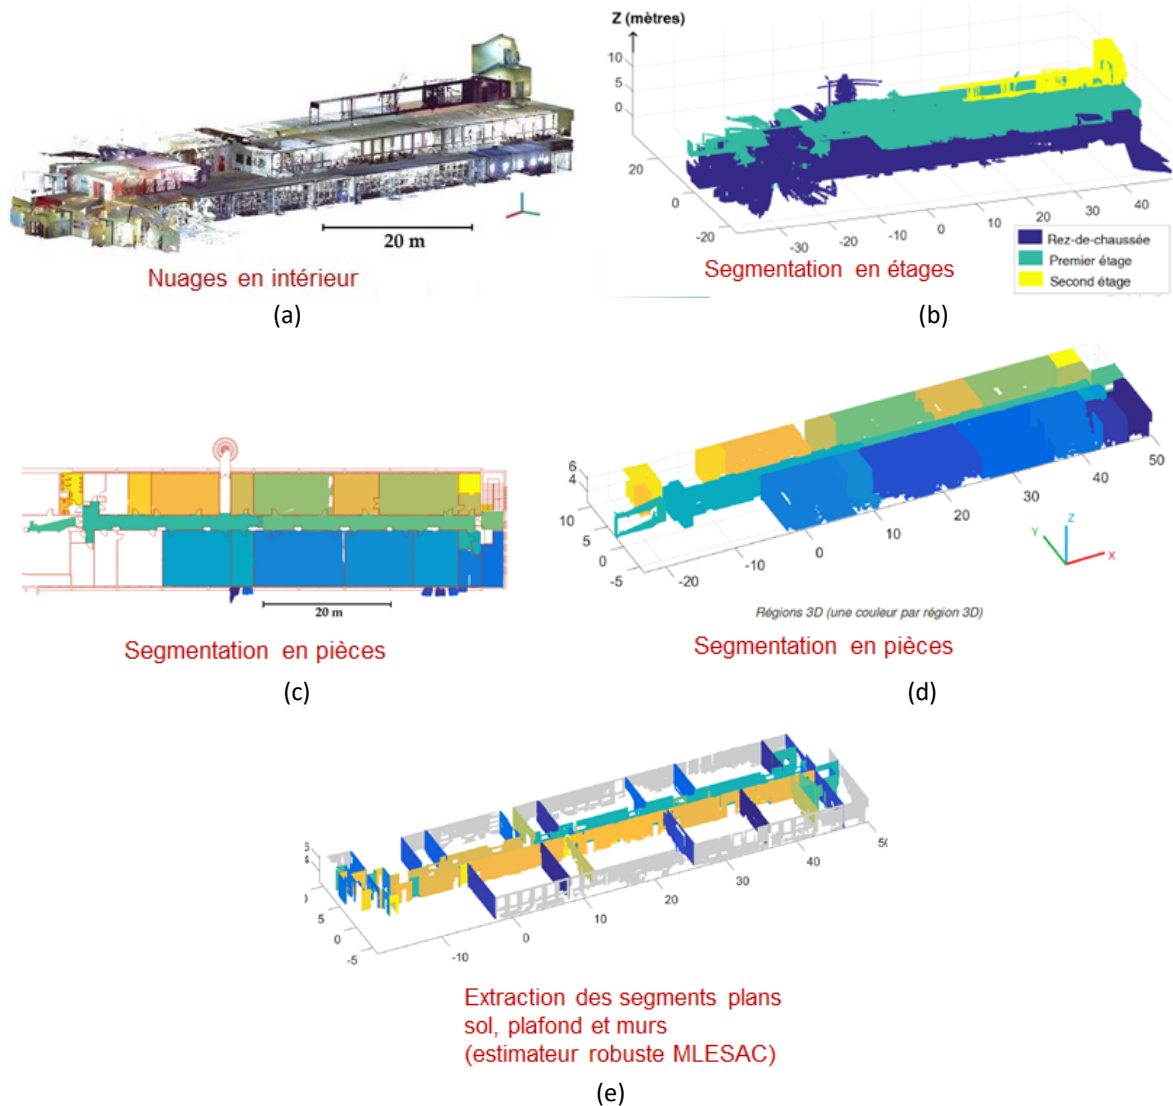 20 m
Nuages en intérieur
(a)
Z (mètres)
10
5
0
20
0
-20
-30
-20
-10
0
10
20
30
40
Rez-de-chaussée
Premier étage
Second étage
Segmentation en étages
(b)
20 m
Segmentation en pièces
(c)
6
4
10
5
0
-5
-20
-10
0
10
20
30
40
50
Z
Y
X
Régions 3D (une couleur par région 3D)
Segmentation en pièces
(d)
5
0
-5
-10
0
10
20
30
40
Extraction des segments plans
sol, plafond et murs
(estimateur robuste MLESAC)
(e)